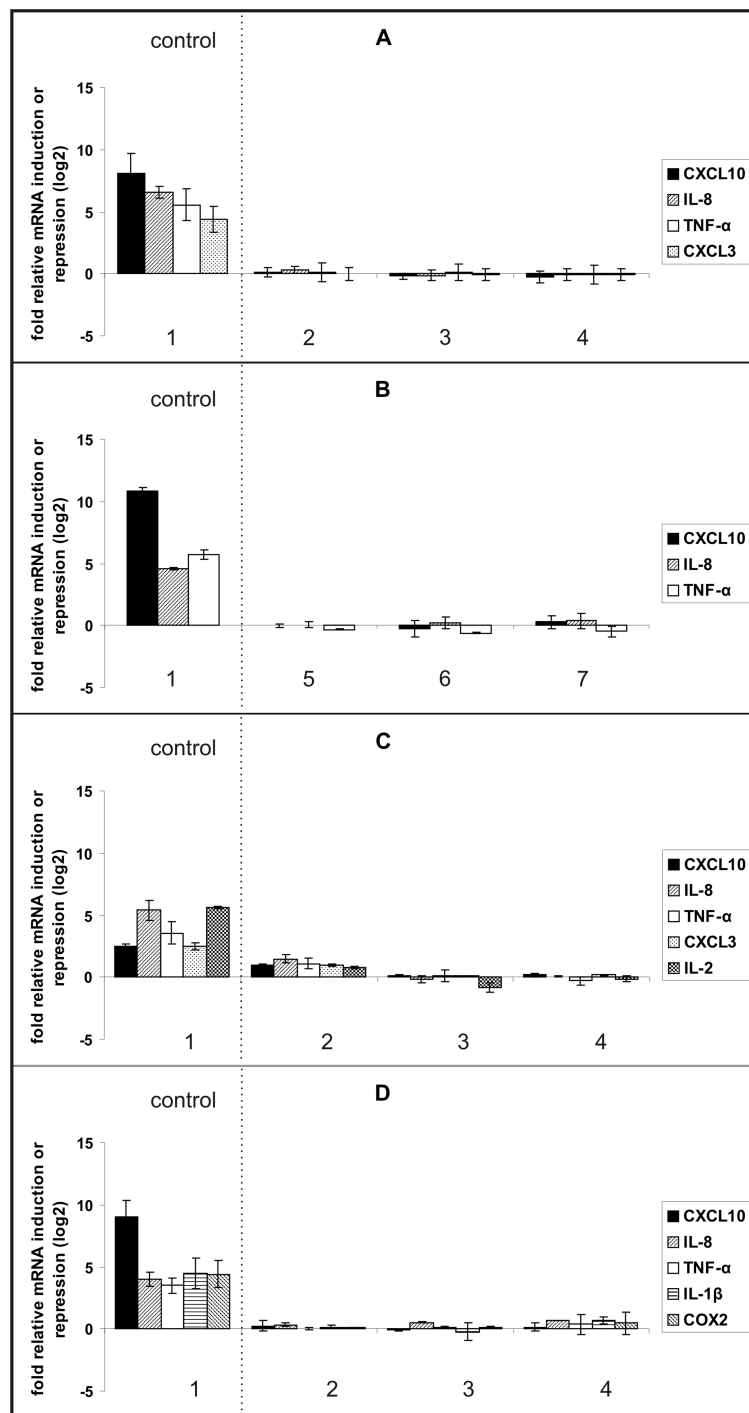 control
A
fold relative mRNA induction or
repression (log2)
15
10
5
0
-5
1
2
3
4
CXCL10
IL-8
TNF-α
CXCL3
control
B
fold relative mRNA induction or
repression (log2)
15
10
5
0
-5
1
5
6
7
CXCL10
IL-8
TNF-α
control
C
fold relative mRNA induction or
repression (log2)
15
10
5
0
-5
1
2
3
4
CXCL10
IL-8
TNF-α
CXCL3
IL-2
control
D
fold relative mRNA induction or
repression (log2)
15
10
5
0
-5
1
2
3
4
CXCL10
IL-8
TNF-α
IL-1β
COX2